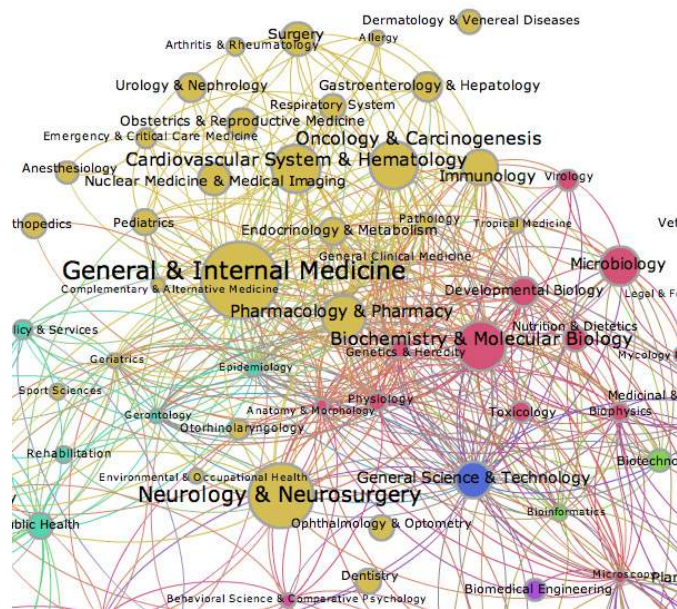 Dermatology & Venereal Diseases
Surgery
Allergy
Arthritis & Rheumatology
Urology & Nephrology
Gastroenterology & Hepatology
Respiratory System
Obstetrics & Reproductive Medicine
Emergency & Critical Care Medicine
Oncology & Carcinogenesis
Cardiovascular System & Hematology
Anesthesiology
Nuclear Medicine & Medical Imaging
Immunology
Virology
thopedics
Pediatrics
Pathology
Tropical Medicine
Vet
Endocrinology & Metabolism
General Clinical Medicine
General & Internal Medicine
Microbiology
Complementary & Alternative Medicine
Developmental Biology
Legal & Fo
Pharmacology & Pharmacy
licy & Services
Nutrition & Dietetics
Biochemistry & Molecular Biology
Genetics & Heredity
Mycology
Geriatrics
Epidemiology
Sport Sciences
Physiology
Medicinal &
Gerontology
Anatomy & Morphology
Toxicology
Biophysics
Otorhinolaryngology
Rehabilitation
Biotechno
Environmental & Occupational Health
General Science & Technology
Neurology & Neurosurgery
y
ublic Health
Bioinformatics
Ophthalmology & Optometry
Dentistry
Microscopy
Plan
Biomedical Engineering
Behavioral Science & Comparative Psychology